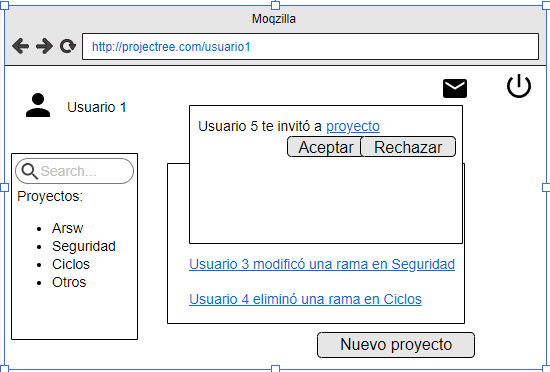 Moqzilla
http://projectree.com/usuario1
Usuario 1
Usuario 5 te invitó a proyecto
Aceptar Rechazar
Search...
Proyectos:
Arsw
Seguridad
Ciclos
Otros
Usuario 3 modificó una rama en Seguridad
Usuario 4 eliminó una rama en Ciclos
Nuevo proyecto